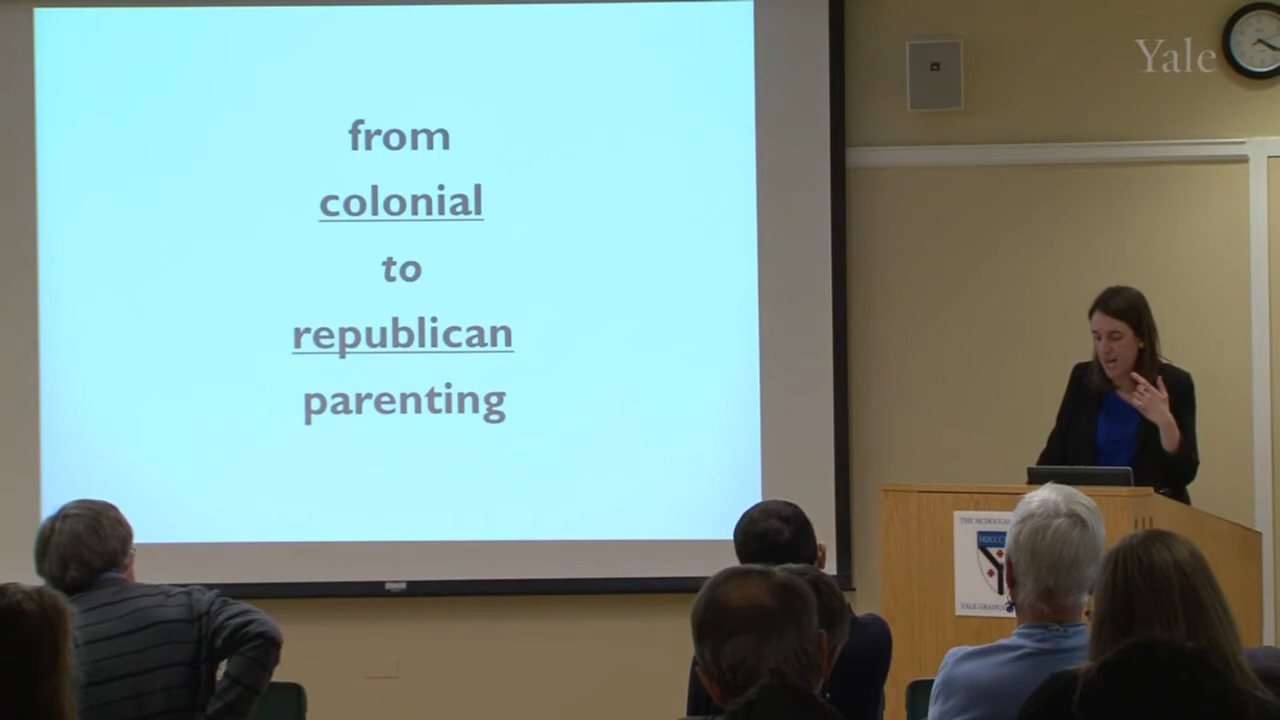 from
colonial
to
republican
parenting
Yale